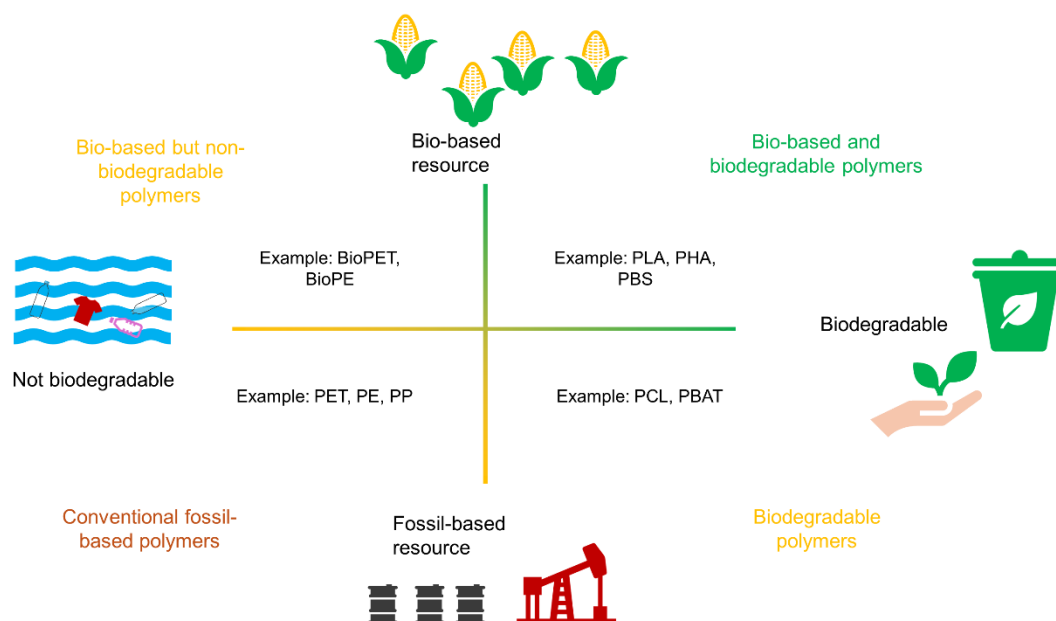 Bio-based but non-
biodegradable
polymers
Bio-based
resource
Bio-based and
biodegradable polymers
Example: BioPET,
BioPE
Example: PLA, PHA,
PBS
Not biodegradable
Biodegradable
Example: PET, PE, PP
Example: PCL, PBAT
Conventional fossil-
based polymers
Fossil-based
resource
Biodegradable
polymers